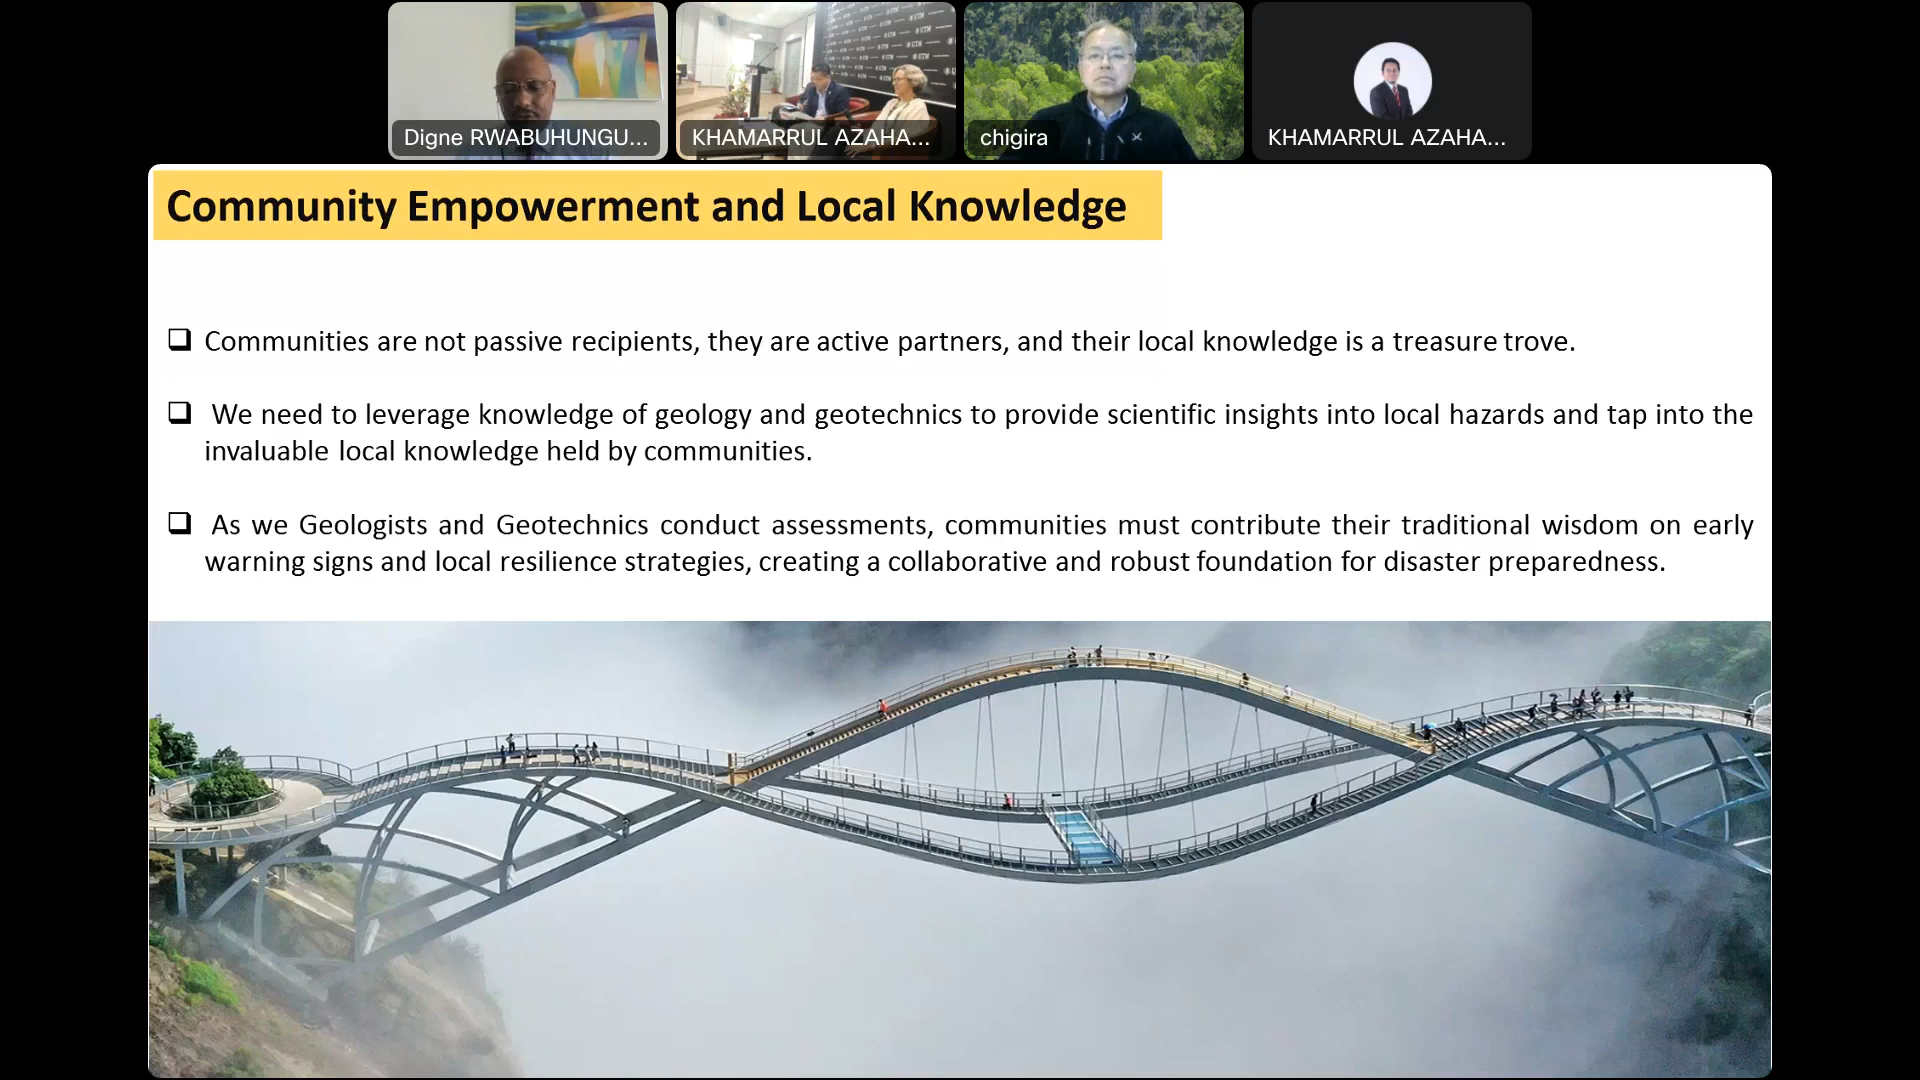 Digne RWABUHUNGU...
KHAMARRUL AZAHA...
chigira
KHAMARRUL AZAHA...
Community Empowerment and Local Knowledge
❑ Communities are not passive recipients, they are active partners, and their local knowledge is a treasure trove.
❑ We need to leverage knowledge of geology and geotechnics to provide scientific insights into local hazards and tap into the
invaluable local knowledge held by communities.
❑ As we Geologists and Geotechnics conduct assessments, communities must contribute their traditional wisdom on early
warning signs and local resilience strategies, creating a collaborative and robust foundation for disaster preparedness.